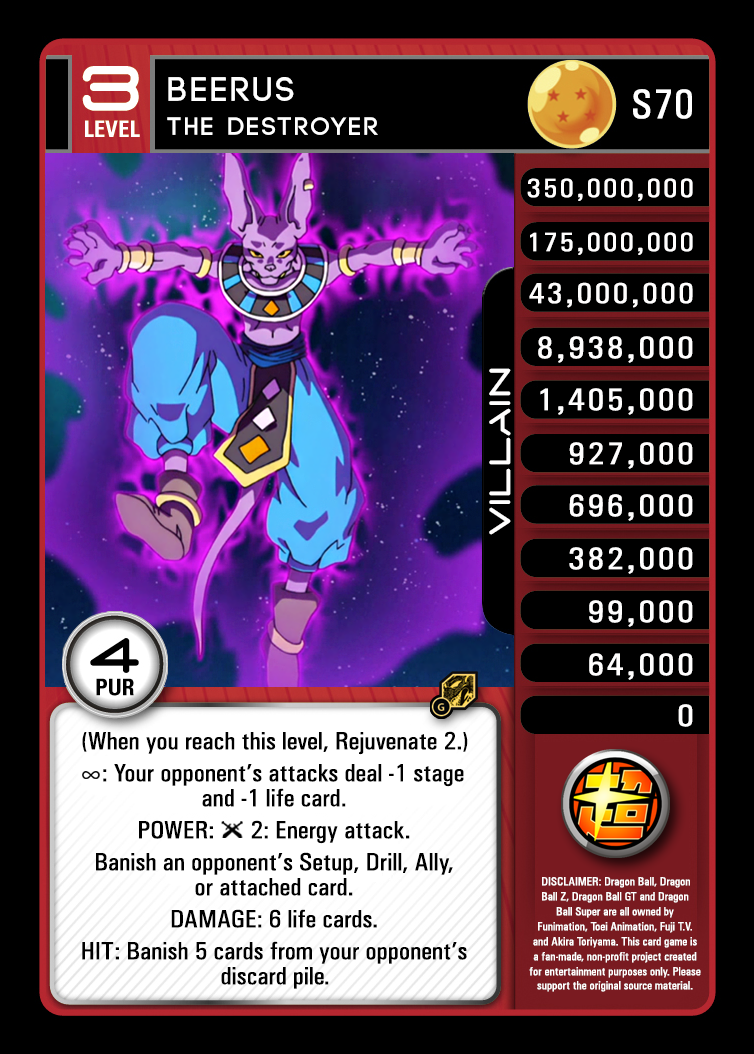 3
LEVEL
BEERUS
THE DESTROYER
S70
350,000,000
175,000,000
43,000,000
8,938,000
1,405,000
927,000
696,000
382,000
99,000
64,000
0
VILLAIN
4
PUR
G
(When you reach this level, Rejuvenate 2.)
∞: Your opponent's attacks deal -1 stage
and -1 life card.
POWER: 2: Energy attack.
Banish an opponent's Setup, Drill, Ally,
or attached card.
DAMAGE: 6 life cards.
HIT: Banish 5 cards from your opponent's
discard pile.
超
DISCLAIMER: Dragon Ball, Dragon
Ball Z, Dragon Ball GT and Dragon
Ball Super are all owned by
Funimation, Toei Animation, Fuji T.V.
and Akira Toriyama. This card game is
a fan-made, non-profit project created
for entertainment purposes only. Please
support the original source material.